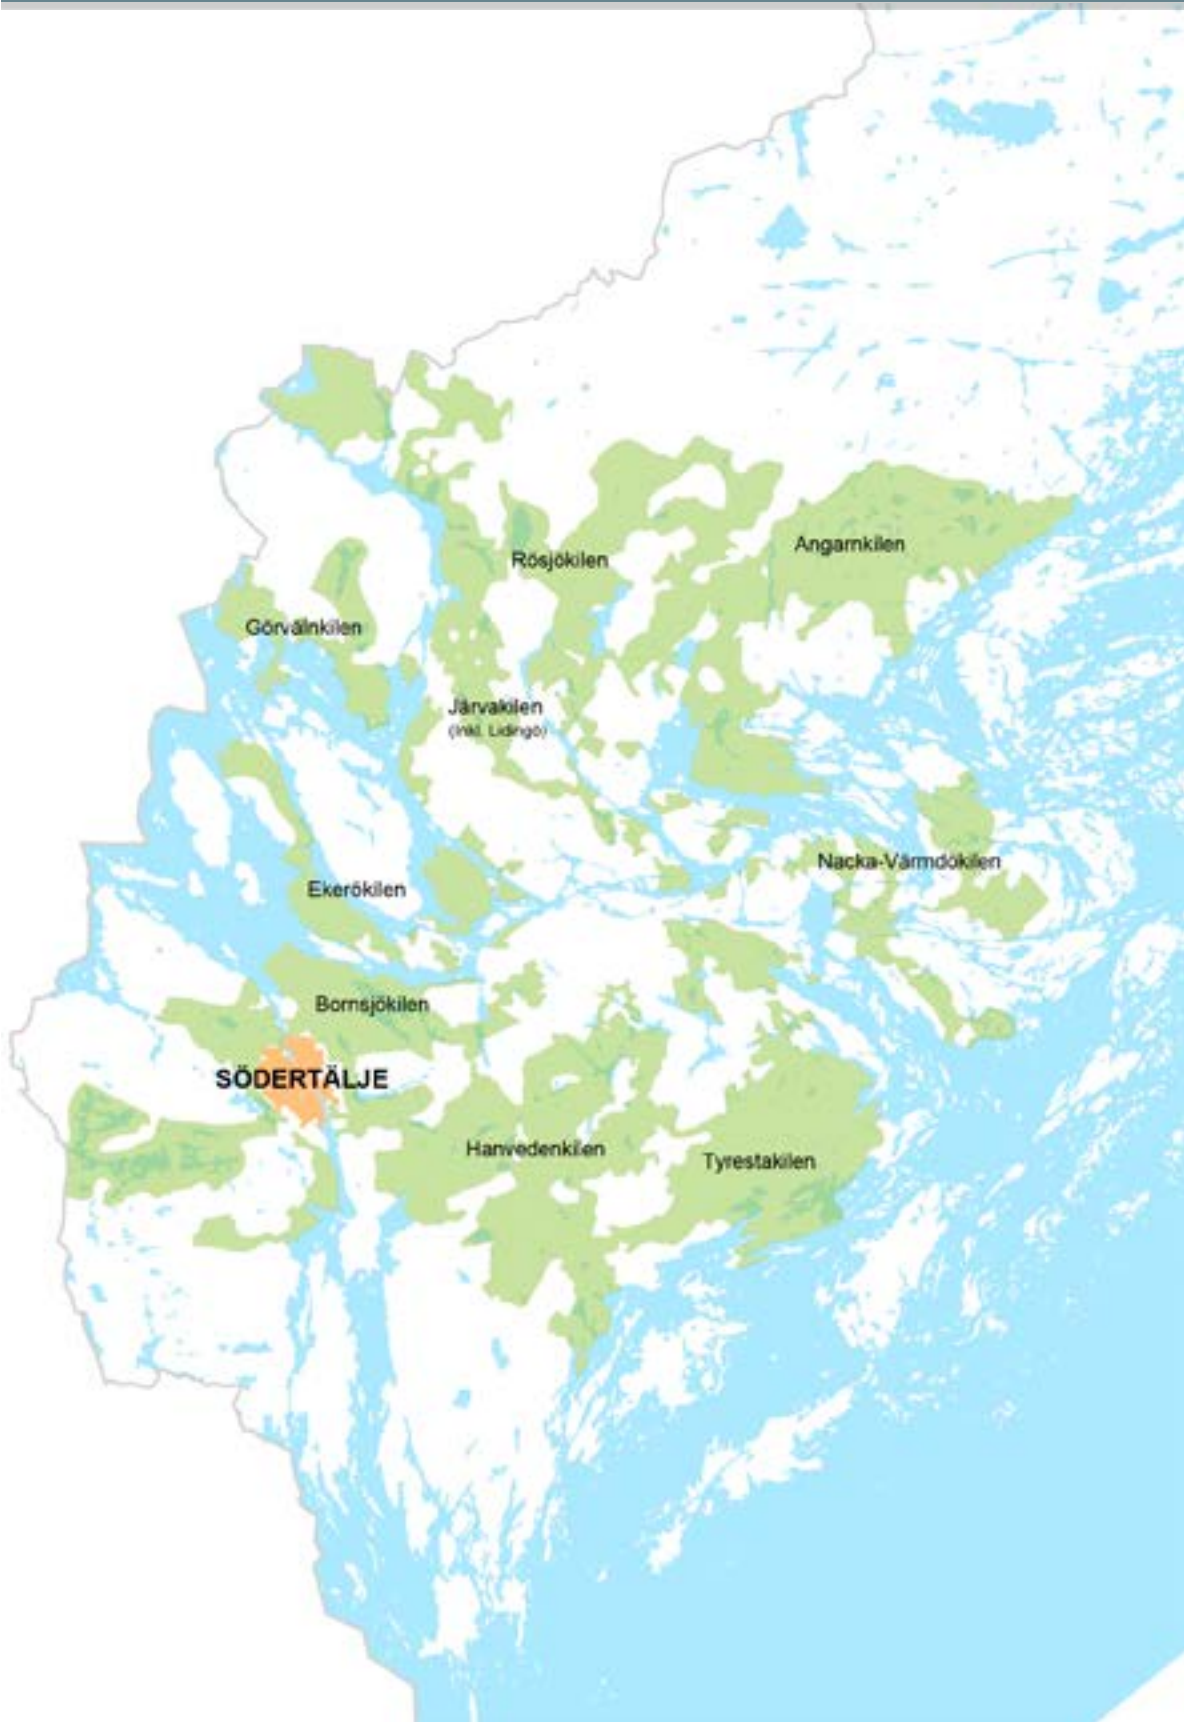 Angarnkilen
Rösjökilen
Görvälnkilen
Järvakilen
(Inkl. Lidingö)
Nacka-Värmdökilen
Ekerökilen
Bornsjökilen
SÖDERTÄLJE
Hanvedenkilen
Tyrestakilen